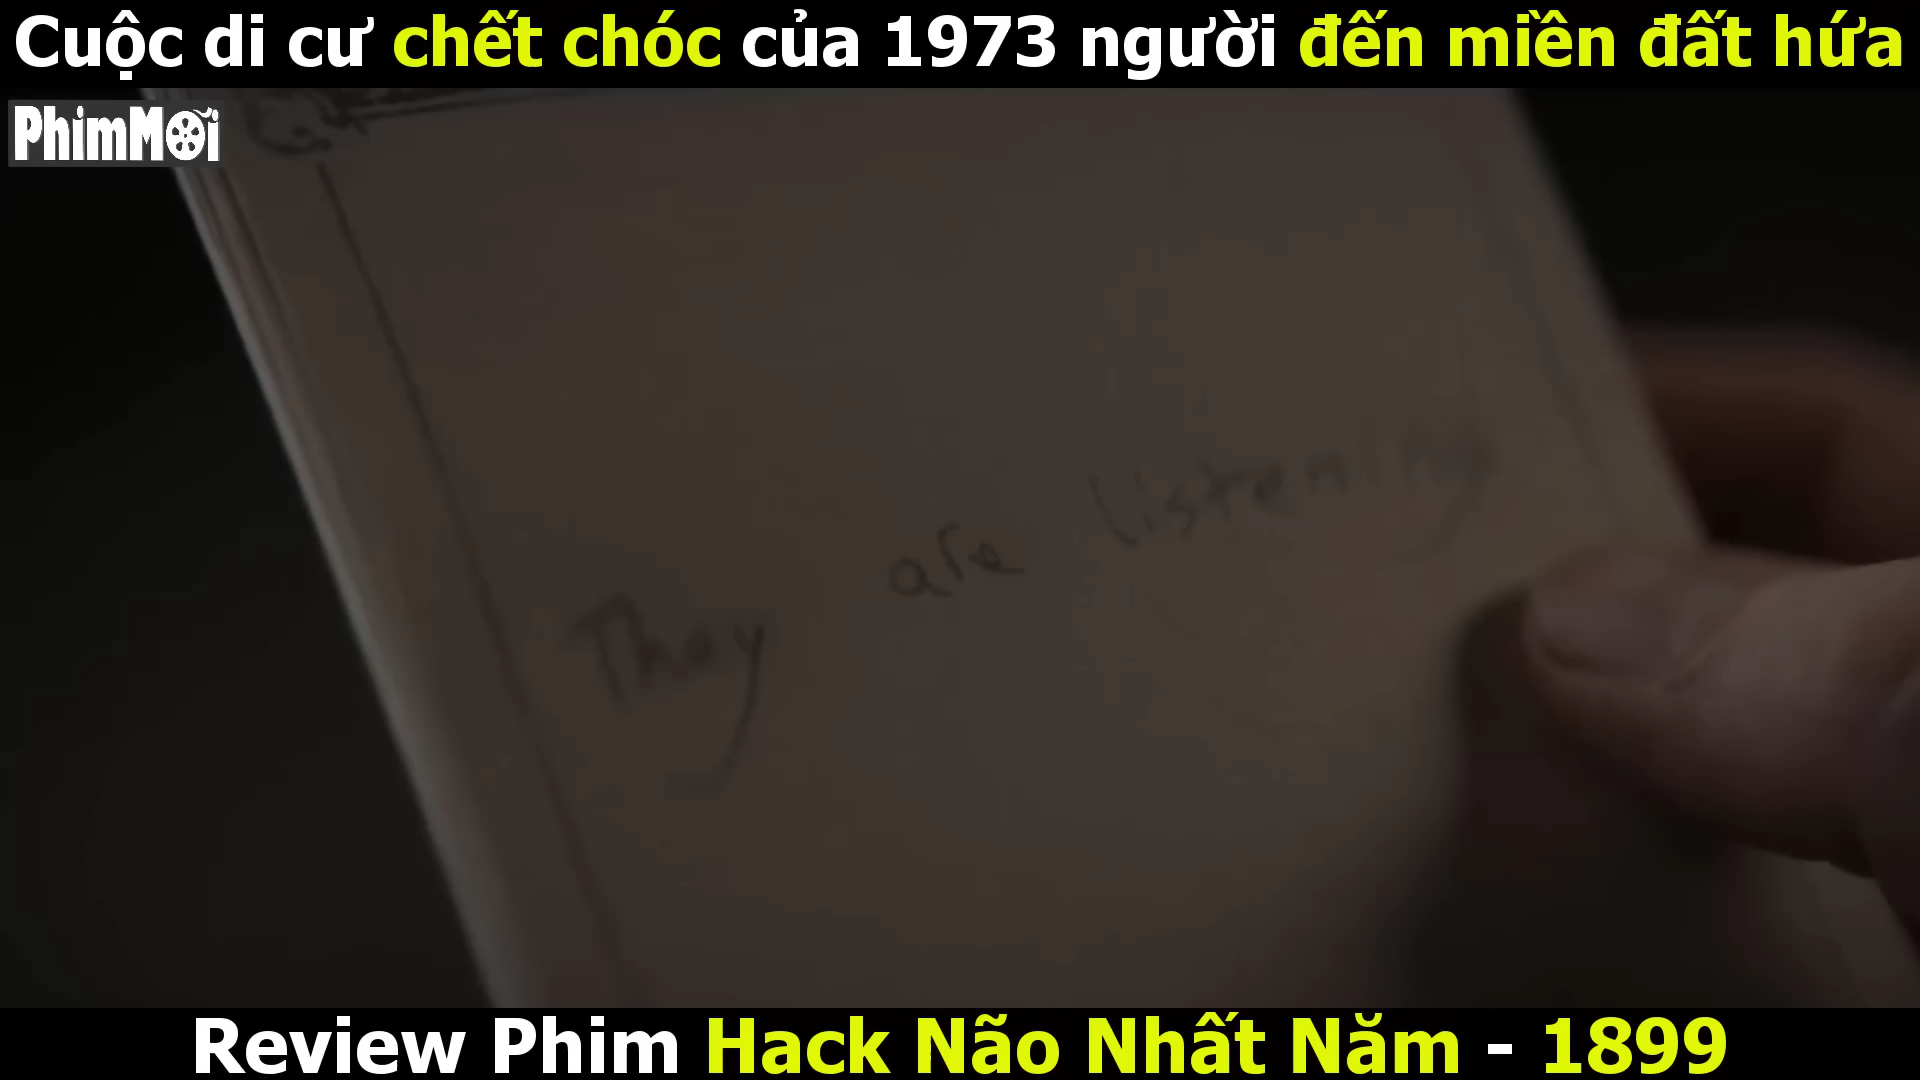 Cuộc di cư chết chóc của 1973 người đến miền đất hứa
PhimMới
They are listening
Review Phim Hack Não Nhất Năm - 1899